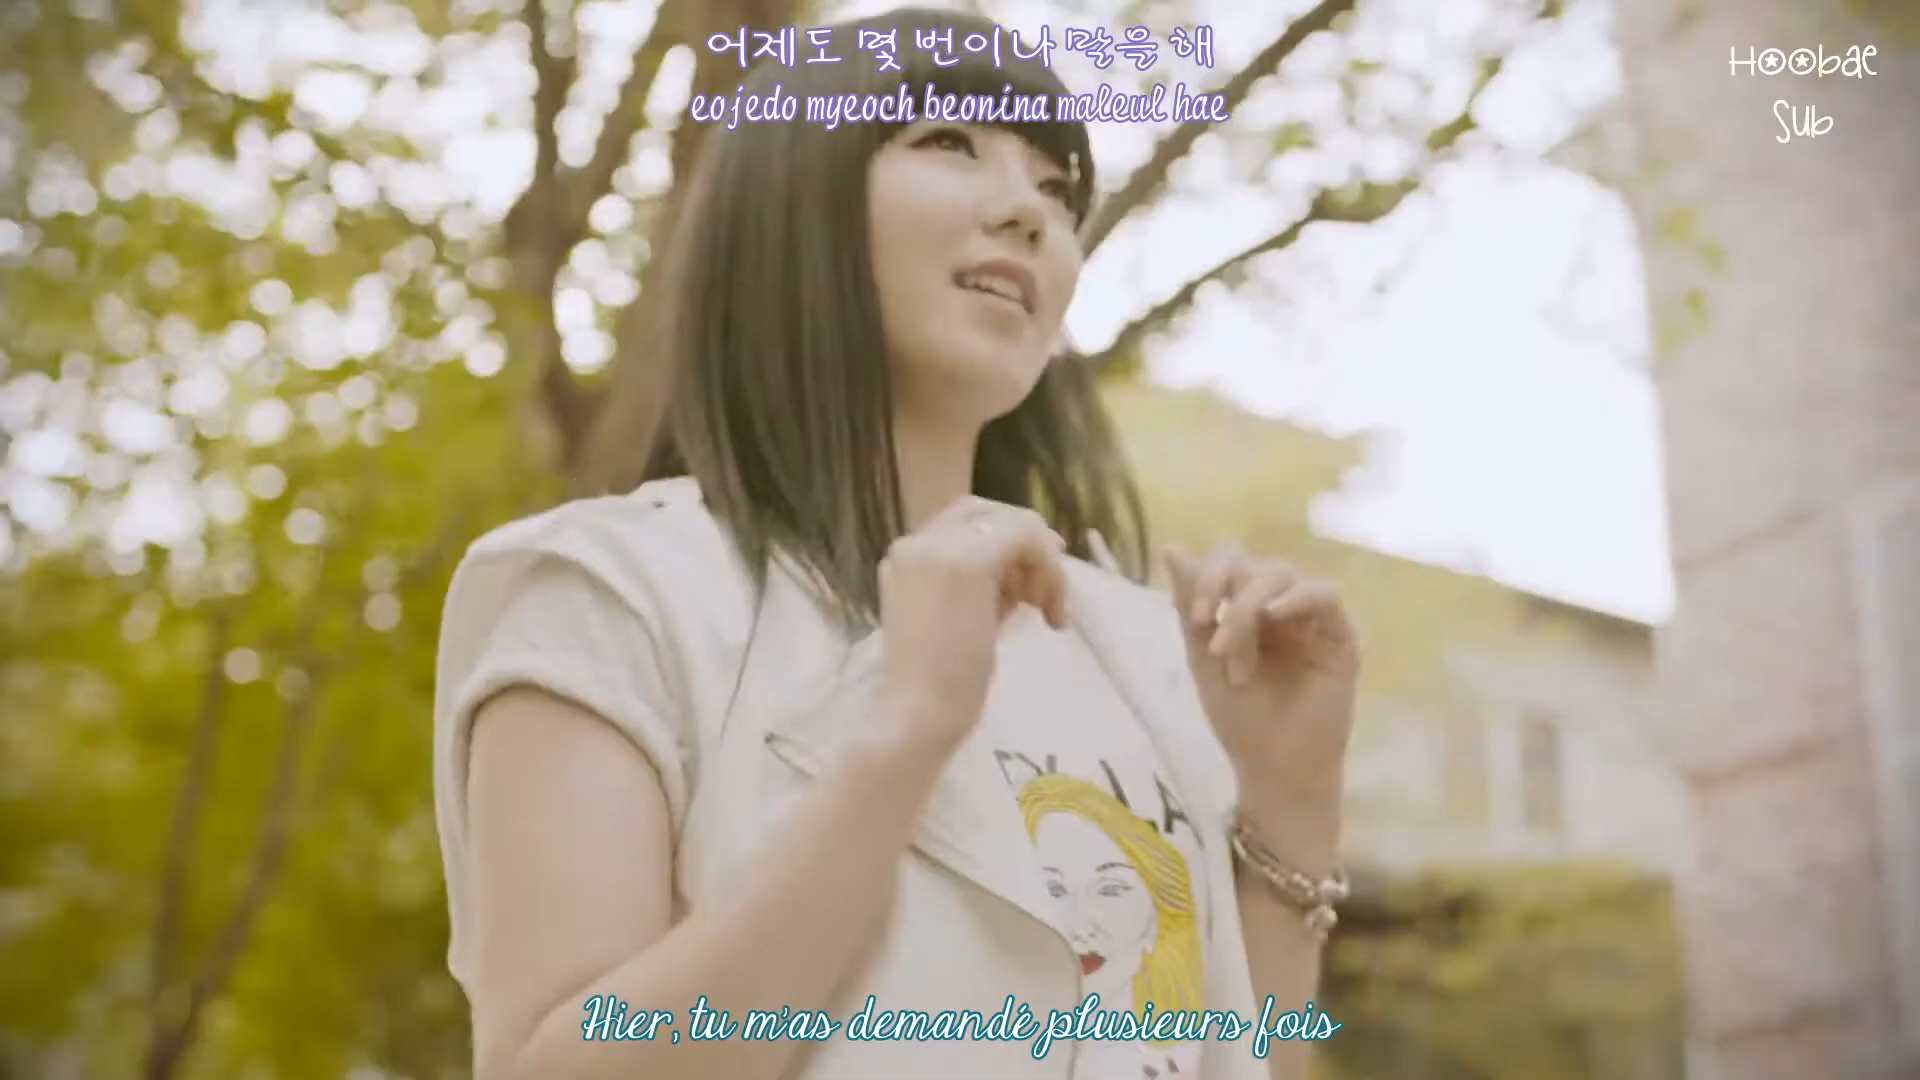 어제도 몇 번이나 말을 해
eojedo myeoch beonina maleul hae
Hoobae
Sub
Hier, tu m'as demandé plusieurs fois